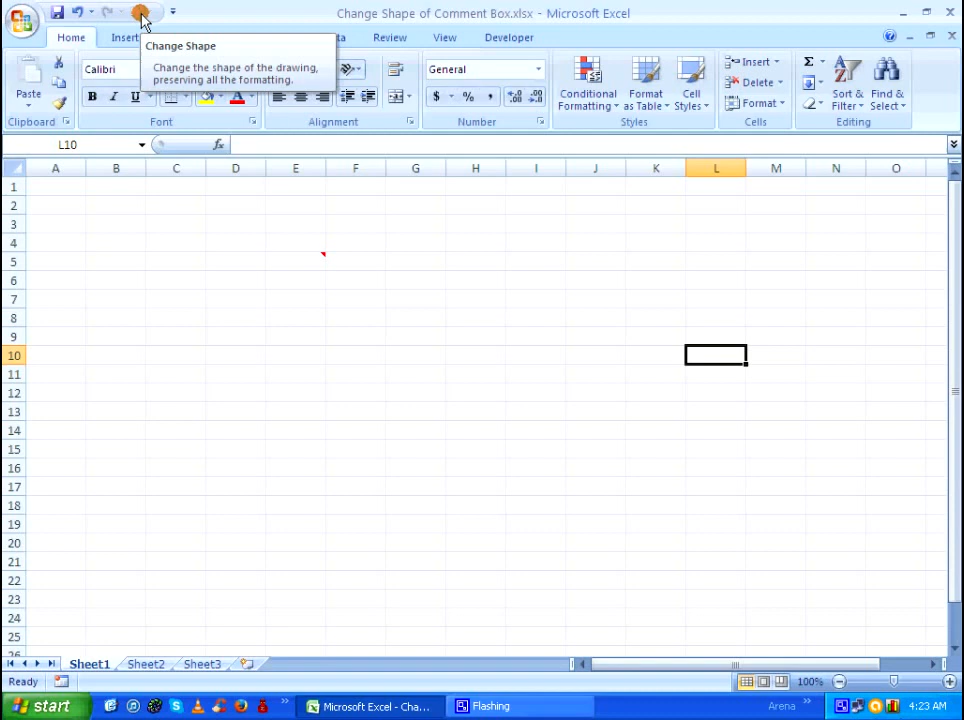 Change Shape of Comment Box.xlsx - Microsoft Excel
Home Insert ta Review View Developer
Change Shape
Change the shape of the drawing,
preserving all the formatting.
Calibri
General
Paste
B I U A
$ % ,
Conditional
Formatting
Format
as Table
Cell
Styles
Insert
Delete
Format
Σ
Sort &
Filter
Find &
Select
Clipboard Font Alignment Number Styles Cells Editing
L10 fx
A B C D E F G H I J K L M N O
1
2
3
4
5
6
7
8
9
10
11
12
13
14
15
16
17
18
19
20
21
22
23
24
25
26
Sheet1 Sheet2 Sheet3
Ready 100%
start Microsoft Excel - Cha... Flashing Arena 4:23 AM